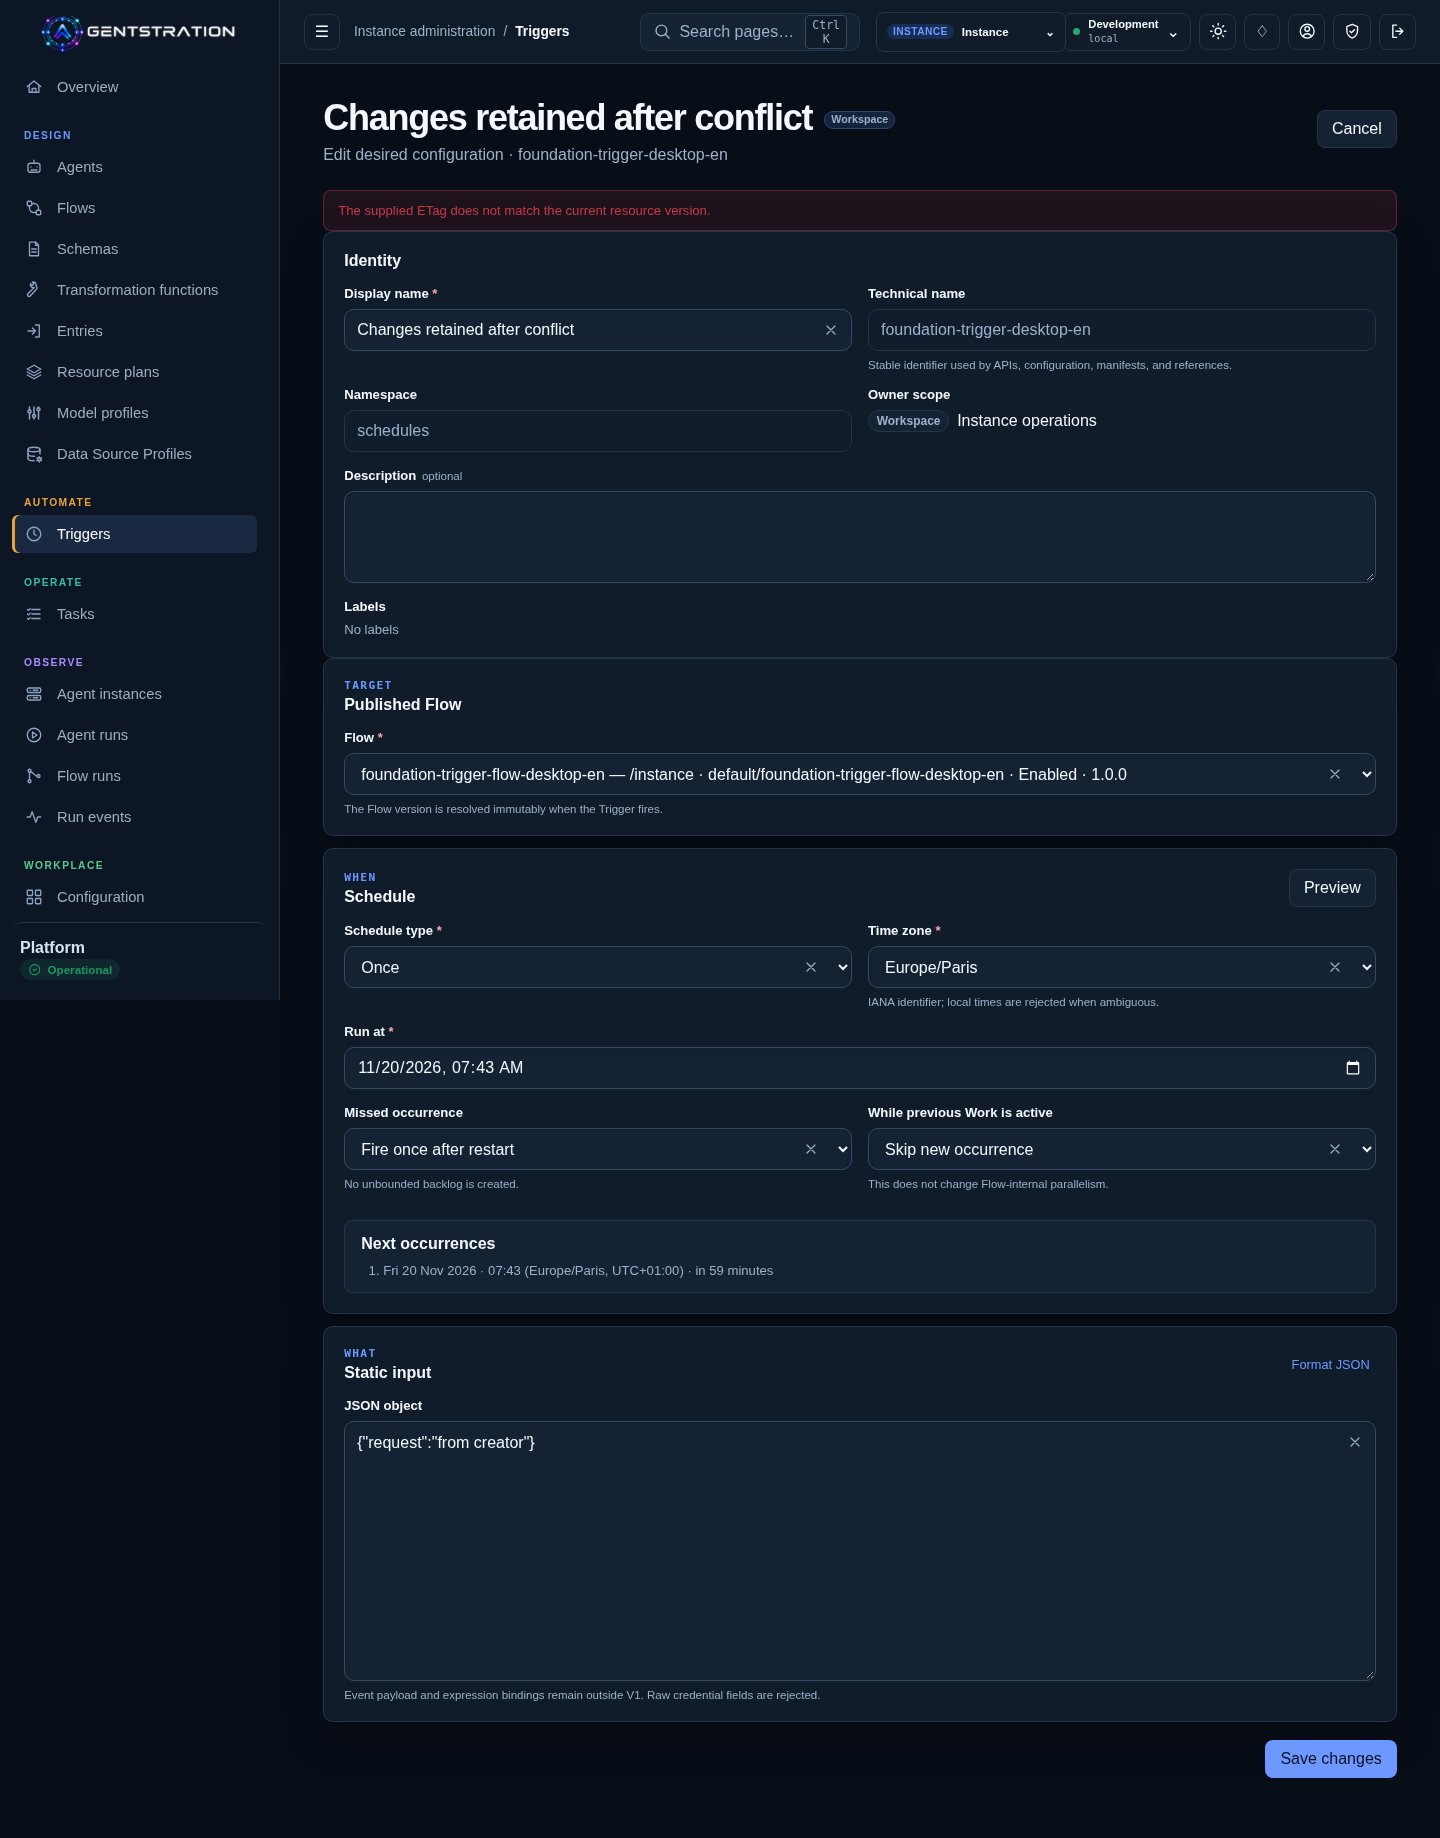 GENTSTRATION
☰
Instance administration / Triggers
Search pages…
Ctrl K
INSTANCE Instance
Development
local
Overview
DESIGN
Agents
Flows
Schemas
Transformation functions
Entries
Resource plans
Model profiles
Data Source Profiles
AUTOMATE
Triggers
OPERATE
Tasks
OBSERVE
Agent instances
Agent runs
Flow runs
Run events
WORKPLACE
Configuration
Platform
Operational
Changes retained after conflict Workspace
Edit desired configuration · foundation-trigger-desktop-en
Cancel
The supplied ETag does not match the current resource version.
Identity
Display name *
Changes retained after conflict
Technical name
foundation-trigger-desktop-en
Stable identifier used by APIs, configuration, manifests, and references.
Namespace
schedules
Owner scope
Workspace Instance operations
Description optional
Labels
No labels
TARGET
Published Flow
Flow *
foundation-trigger-flow-desktop-en — /instance · default/foundation-trigger-flow-desktop-en · Enabled · 1.0.0
The Flow version is resolved immutably when the Trigger fires.
WHEN
Schedule
Preview
Schedule type *
Once
Time zone *
Europe/Paris
IANA identifier; local times are rejected when ambiguous.
Run at *
11/20/2026, 07:43 AM
Missed occurrence
Fire once after restart
No unbounded backlog is created.
While previous Work is active
Skip new occurrence
This does not change Flow-internal parallelism.
Next occurrences
1. Fri 20 Nov 2026 · 07:43 (Europe/Paris, UTC+01:00) · in 59 minutes
WHAT
Static input
Format JSON
JSON object
{"request":"from creator"}
Event payload and expression bindings remain outside V1. Raw credential fields are rejected.
Save changes